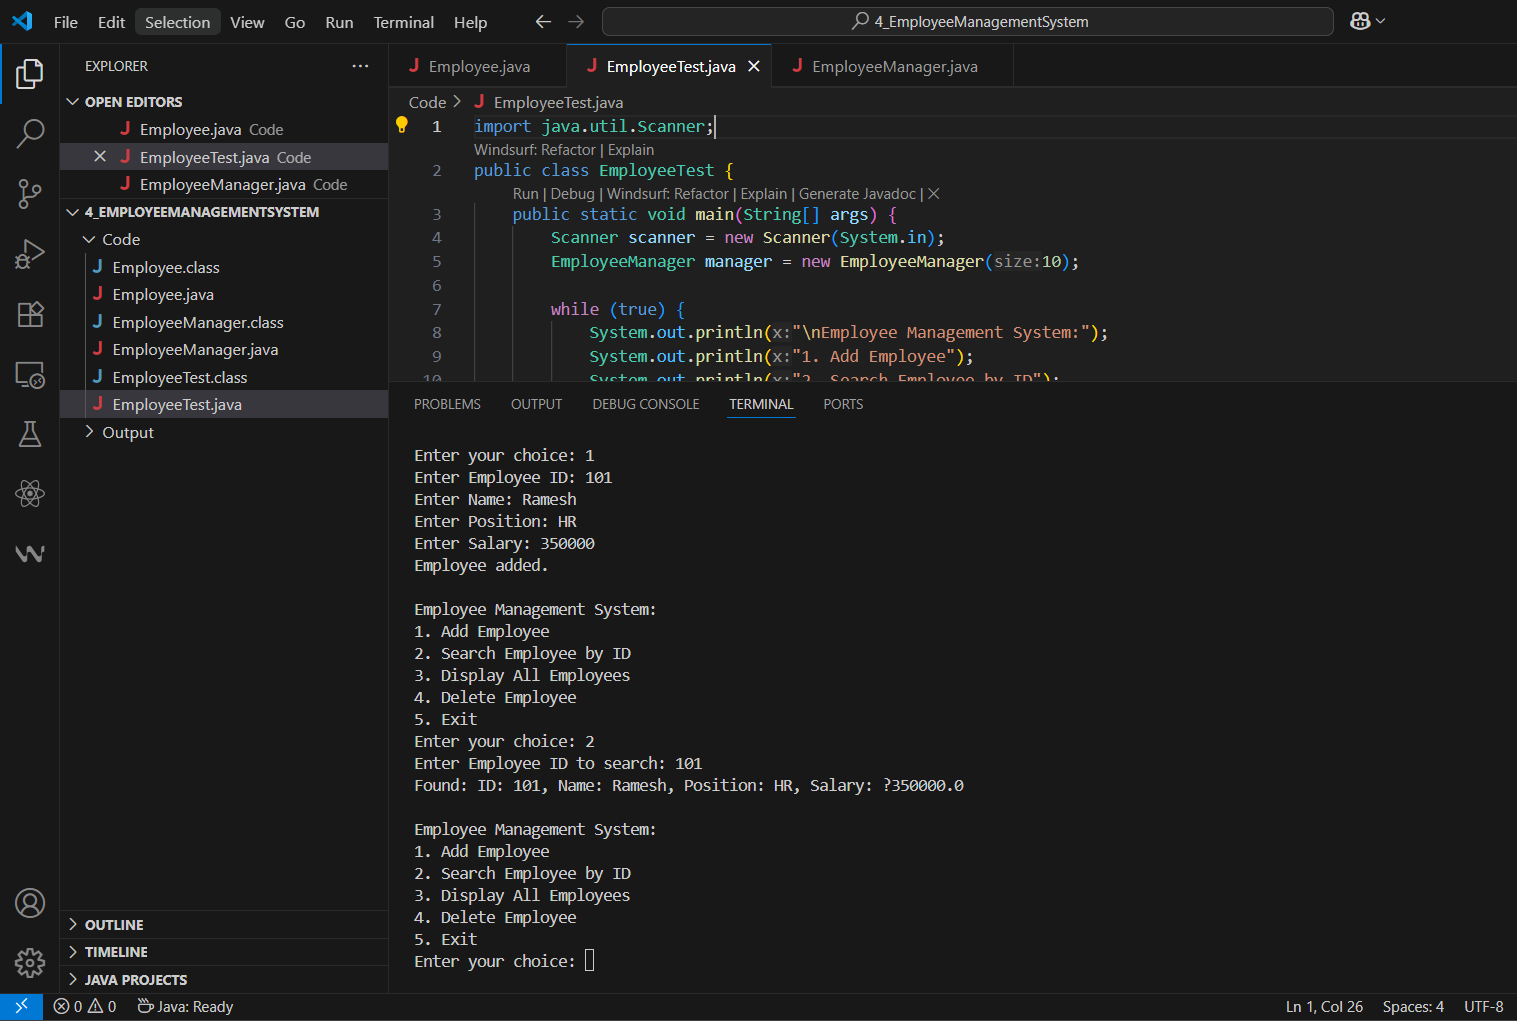 File Edit Selection View Go Run Terminal Help 4_EmployeeManagementSystem
EXPLORER
OPEN EDITORS
Employee.java Code
EmployeeTest.java Code
EmployeeManager.java Code
4_EMPLOYEEMANAGEMENTSYSTEM
Code
Employee.class
Employee.java
EmployeeManager.class
EmployeeManager.java
EmployeeTest.class
EmployeeTest.java
Output
OUTLINE
TIMELINE
JAVA PROJECTS
Employee.java EmployeeTest.java EmployeeManager.java
Code > EmployeeTest.java
1 import java.util.Scanner;
Windsurf: Refactor | Explain
2 public class EmployeeTest {
Run | Debug | Windsurf: Refactor | Explain | Generate Javadoc | X
3 public static void main(String[] args) {
4 Scanner scanner = new Scanner(System.in);
5 EmployeeManager manager = new EmployeeManager(size:10);
6
7 while (true) {
8 System.out.println(x:"\nEmployee Management System:");
9 System.out.println(x:"1. Add Employee");
10 System.out.println(x:"2. Search Employee by ID");
PROBLEMS OUTPUT DEBUG CONSOLE TERMINAL PORTS
Enter your choice: 1
Enter Employee ID: 101
Enter Name: Ramesh
Enter Position: HR
Enter Salary: 350000
Employee added.
Employee Management System:
1. Add Employee
2. Search Employee by ID
3. Display All Employees
4. Delete Employee
5. Exit
Enter your choice: 2
Enter Employee ID to search: 101
Found: ID: 101, Name: Ramesh, Position: HR, Salary: ?350000.0
Employee Management System:
1. Add Employee
2. Search Employee by ID
3. Display All Employees
4. Delete Employee
5. Exit
Enter your choice:
0 0 Java: Ready Ln 1, Col 26 Spaces: 4 UTF-8